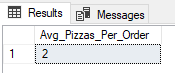 Results Messages
Avg_Pizzas_Per_Order
1 2